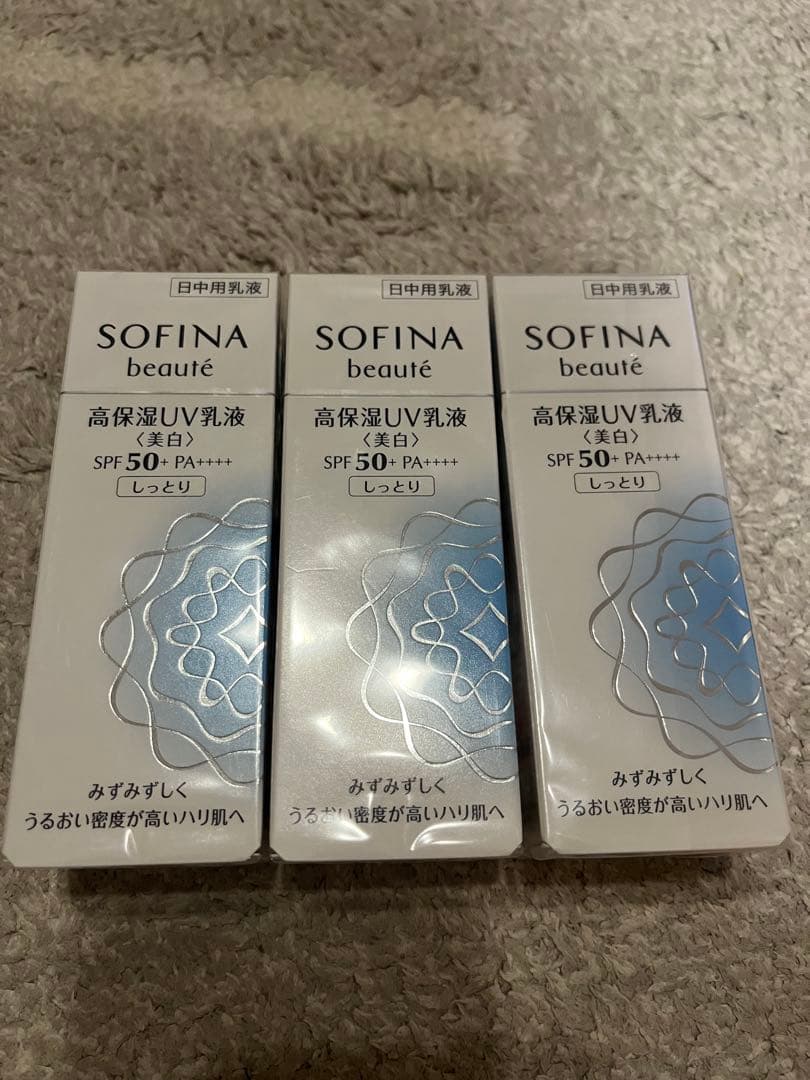 日中用乳液
SOFINA
beauté
高保湿UV乳液
〈美白〉
SPF 50+ PA++++
しっとり
みずみずしく
うるおい密度が高いハリ肌へ
日中用乳液
SOFINA
beauté
高保湿UV乳液
〈美白〉
SPF 50+ PA++++
しっとり
みずみずしく
うるおい密度が高いハリ肌へ
日中用乳液
SOFINA
beauté
高保湿UV乳液
〈美白〉
SPF 50+ PA++++
しっとり
みずみずしく
うるおい密度が高いハリ肌へ